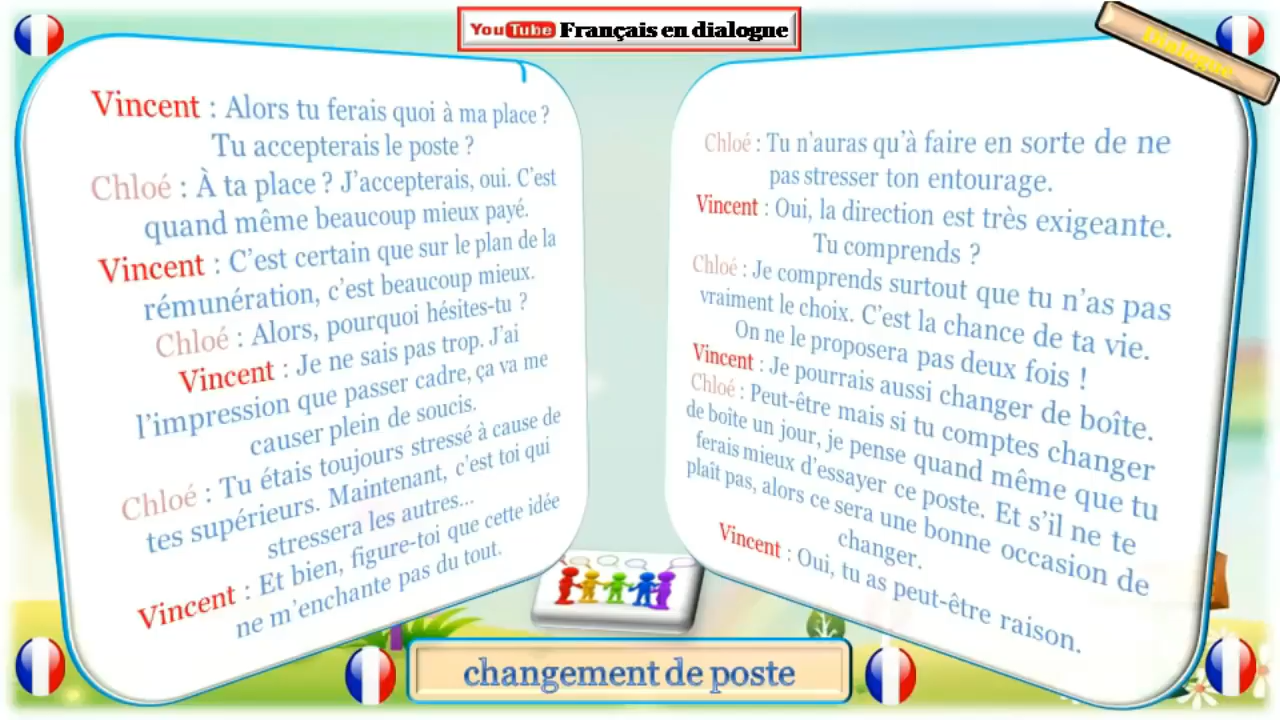 YouTube Français en dialogue
Dialogue
Vincent : Alors tu ferais quoi à ma place ?
Tu accepterais le poste ?
Chloé : À ta place ? J'accepterais, oui. C'est
quand même beaucoup mieux payé.
Vincent : C'est certain que sur le plan de la
rémunération, c'est beaucoup mieux.
Chloé : Alors, pourquoi hésites-tu ?
Vincent : Je ne sais pas trop. J'ai
l'impression que passer cadre, ça va me
causer plein de soucis.
Chloé : Tu étais toujours stressé à cause de
tes supérieurs. Maintenant, c'est toi qui
stressera les autres...
Vincent : Et bien, figure-toi que cette idée
ne m'enchante pas du tout.
Chloé : Tu n'auras qu'à faire en sorte de ne
pas stresser ton entourage.
Vincent : Oui, la direction est très exigeante.
Tu comprends ?
Chloé : Je comprends surtout que tu n'as pas
vraiment le choix. C'est la chance de ta vie.
On ne le proposera pas deux fois !
Vincent : Je pourrais aussi changer de boîte.
Chloé : Peut-être mais si tu comptes changer
de boîte un jour, je pense quand même que tu
ferais mieux d'essayer ce poste. Et s'il ne te
plaît pas, alors ce sera une bonne occasion de
changer.
Vincent : Oui, tu as peut-être raison.
changement de poste